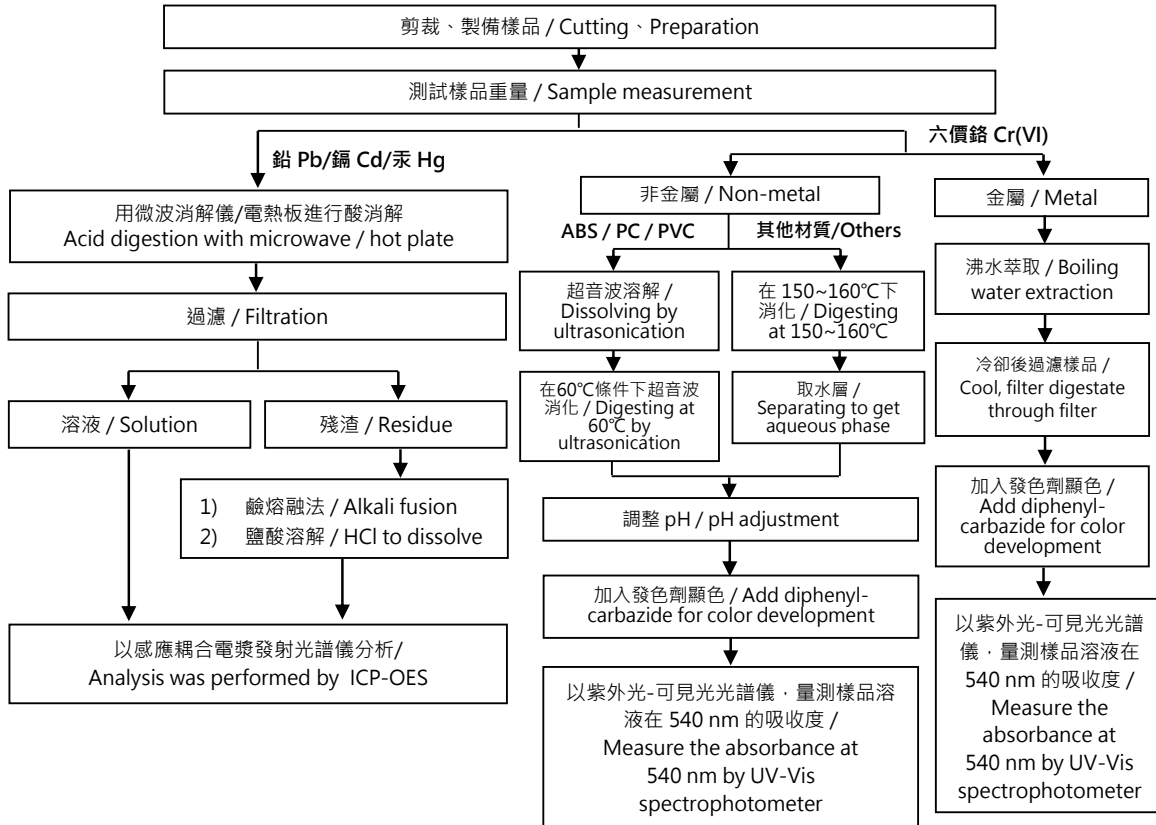 剪裁、製備樣品 / Cutting、Preparation
測試樣品重量 / Sample measurement
鉛 Pb/鎘 Cd/汞 Hg
六價鉻 Cr(VI)
用微波消解儀/電熱板進行酸消解
Acid digestion with microwave / hot plate
過濾 / Filtration
溶液 / Solution
殘渣 / Residue
1) 鹼熔融法 / Alkali fusion
2) 鹽酸溶解 / HCl to dissolve
以感應耦合電漿發射光譜儀分析/
Analysis was performed by ICP-OES
非金屬 / Non-metal
ABS / PC / PVC
其他材質/Others
超音波溶解 /
Dissolving by
ultrasonication
在60℃條件下超音波
消化 / Digesting at
60℃ by
ultrasonication
在 150~160℃下
消化 / Digesting
at 150~160℃
取水層 /
Separating to get
aqueous phase
調整 pH / pH adjustment
加入發色劑顯色 / Add diphenyl-
carbazide for color development
以紫外光-可見光光譜儀，量測樣品溶
液在 540 nm 的吸收度 /
Measure the absorbance at
540 nm by UV-Vis
spectrophotometer
金屬 / Metal
沸水萃取 / Boiling
water extraction
冷卻後過濾樣品 /
Cool, filter digestate
through filter
加入發色劑顯色 /
Add diphenyl-
carbazide for color
development
以紫外光-可見光光譜
儀，量測樣品溶液在
540 nm 的吸收度 /
Measure the
absorbance at
540 nm by UV-Vis
spectrophotometer